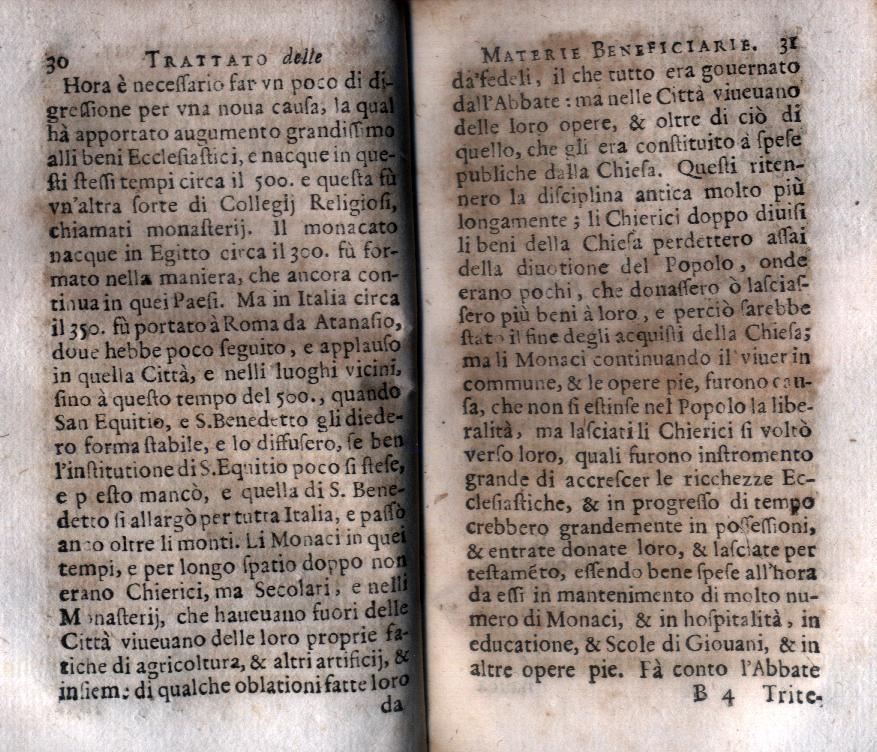 30 TRATTATO delle
Hora è neceſſario far vn poco di di-
greſſione per vna noua cauſa, la qual
hà apportato augumento grandiſſimo
alli beni Eccleſiaſtici, e nacque in que-
ſti ſteſſi tempi circa il 500. e queſta fù
vn'altra ſorte di Collegij Religioſi,
chiamati monaſterij. Il monacato
nacque in Egitto circa il 300. fù for-
mato nella maniera, che ancora con-
tinua in quei Paeſi. Ma in Italia circa
il 350. fù portato à Roma da Atanaſio,
doue hebbe poco ſeguito, e applauſo
in quella Città, e nelli luoghi vicini,
ſino à queſto tempo del 500., quando
San Equitio, e S. Benedetto gli diede-
ro forma ſtabile, e lo diffuſero, ſe ben
l'inſtitutione di S. Equitio poco ſi ſteſe,
e p eſto mancò, e quella di S. Bene-
detto ſi allargò per tutta Italia, e paſſò
anco oltre li monti. Li Monaci in quei
tempi, e per longo ſpatio doppo non
erano Chierici, ma Secolari, e nelli
Monaſterij, che haueuano fuori delle
Città viueuano delle loro proprie fa-
tiche di agricoltura, & altri artificij, &
inſieme di qualche oblationi fatte loro
da
MATERIE BENEFICIARIE. 31
da'fedeli, il che tutto era gouernato
dall'Abbate: ma nelle Città viueuano
delle loro opere, & oltre di ciò di
quello, che gli era conſtituito à ſpeſe
publiche dalla Chieſa. Queſti riten-
nero la diſciplina antica molto più
longamente; li Chierici doppo diuiſi
li beni della Chieſa perdettero aſſai
della diuotione del Popolo, onde
erano pochi, che donaſſero ò laſciaſ-
ſero più beni à loro, e perciò ſarebbe
ſtato il fine degli acquiſti della Chieſa;
ma li Monaci continuando il viuer in
commune, & le opere pie, furono cau-
ſa, che non ſi eſtinſe nel Popolo la libe-
ralità, ma laſciati li Chierici ſi voltò
verſo loro, quali furono inſtromento
grande di accreſcer le ricchezze Ec-
cleſiaſtiche, & in progreſſo di tempo
crebbero grandemente in poſſeſſioni,
& entrate donate loro, & laſciate per
teſtamẽto, eſſendo bene ſpeſe all'hora
da eſſi in mantenimento di molto nu-
mero di Monaci, & in hoſpitalità, in
educatione, & Scole di Giouani, & in
altre opere pie. Fà conto l'Abbate
B 4 Trite-